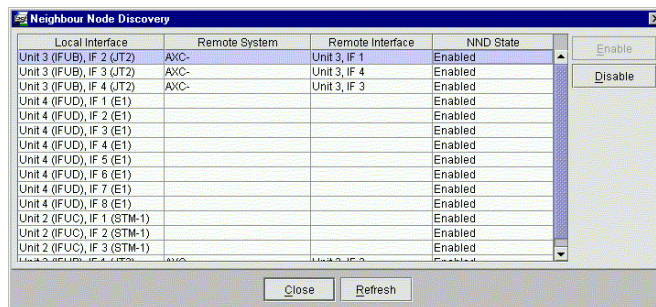 Neighbour Node Discovery
Local Interface Remote System Remote Interface NND State
Unit 3 (IFUB), IF 2 (JT2) AXC- Unit 3, IF 1 Enabled
Unit 3 (IFUB), IF 3 (JT2) AXC- Unit 3, IF 4 Enabled
Unit 3 (IFUB), IF 4 (JT2) AXC- Unit 3, IF 3 Enabled
Unit 4 (IFUD), IF 1 (E1) Enabled
Unit 4 (IFUD), IF 2 (E1) Enabled
Unit 4 (IFUD), IF 3 (E1) Enabled
Unit 4 (IFUD), IF 4 (E1) Enabled
Unit 4 (IFUD), IF 5 (E1) Enabled
Unit 4 (IFUD), IF 6 (E1) Enabled
Unit 4 (IFUD), IF 7 (E1) Enabled
Unit 4 (IFUD), IF 8 (E1) Enabled
Unit 2 (IFUC), IF 1 (STM-1) Enabled
Unit 2 (IFUC), IF 2 (STM-1) Enabled
Unit 2 (IFUC), IF 3 (STM-1) Enabled
Enable
Disable
Close Refresh